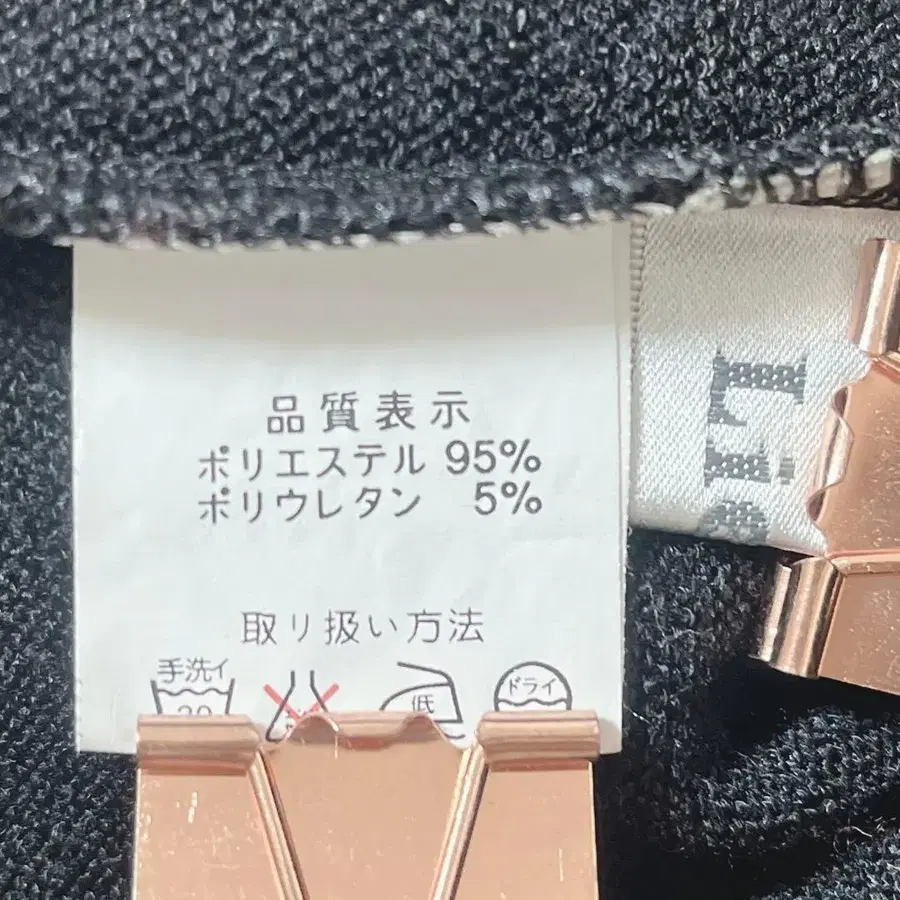 品質表示
ポリエステル 95%
ポリウレタン 5%
取り扱い方法
手洗イ
低
ドライ